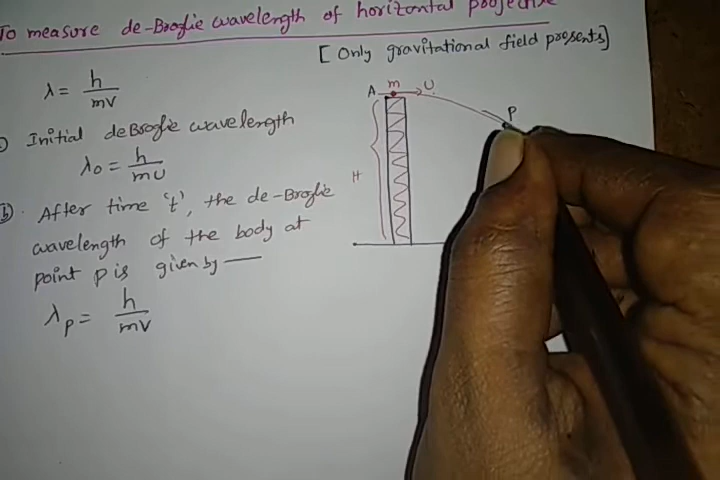 To measure de-Broglie wavelength of horizontal projectile
[Only gravitational field presents]
λ = h/mv
Initial deBroglie wavelength
λ₀ = h/mU
(b). After time 't', the de-Broglie
wavelength of the body at
point P is given by —
λp = h/mv
A m U
P
H